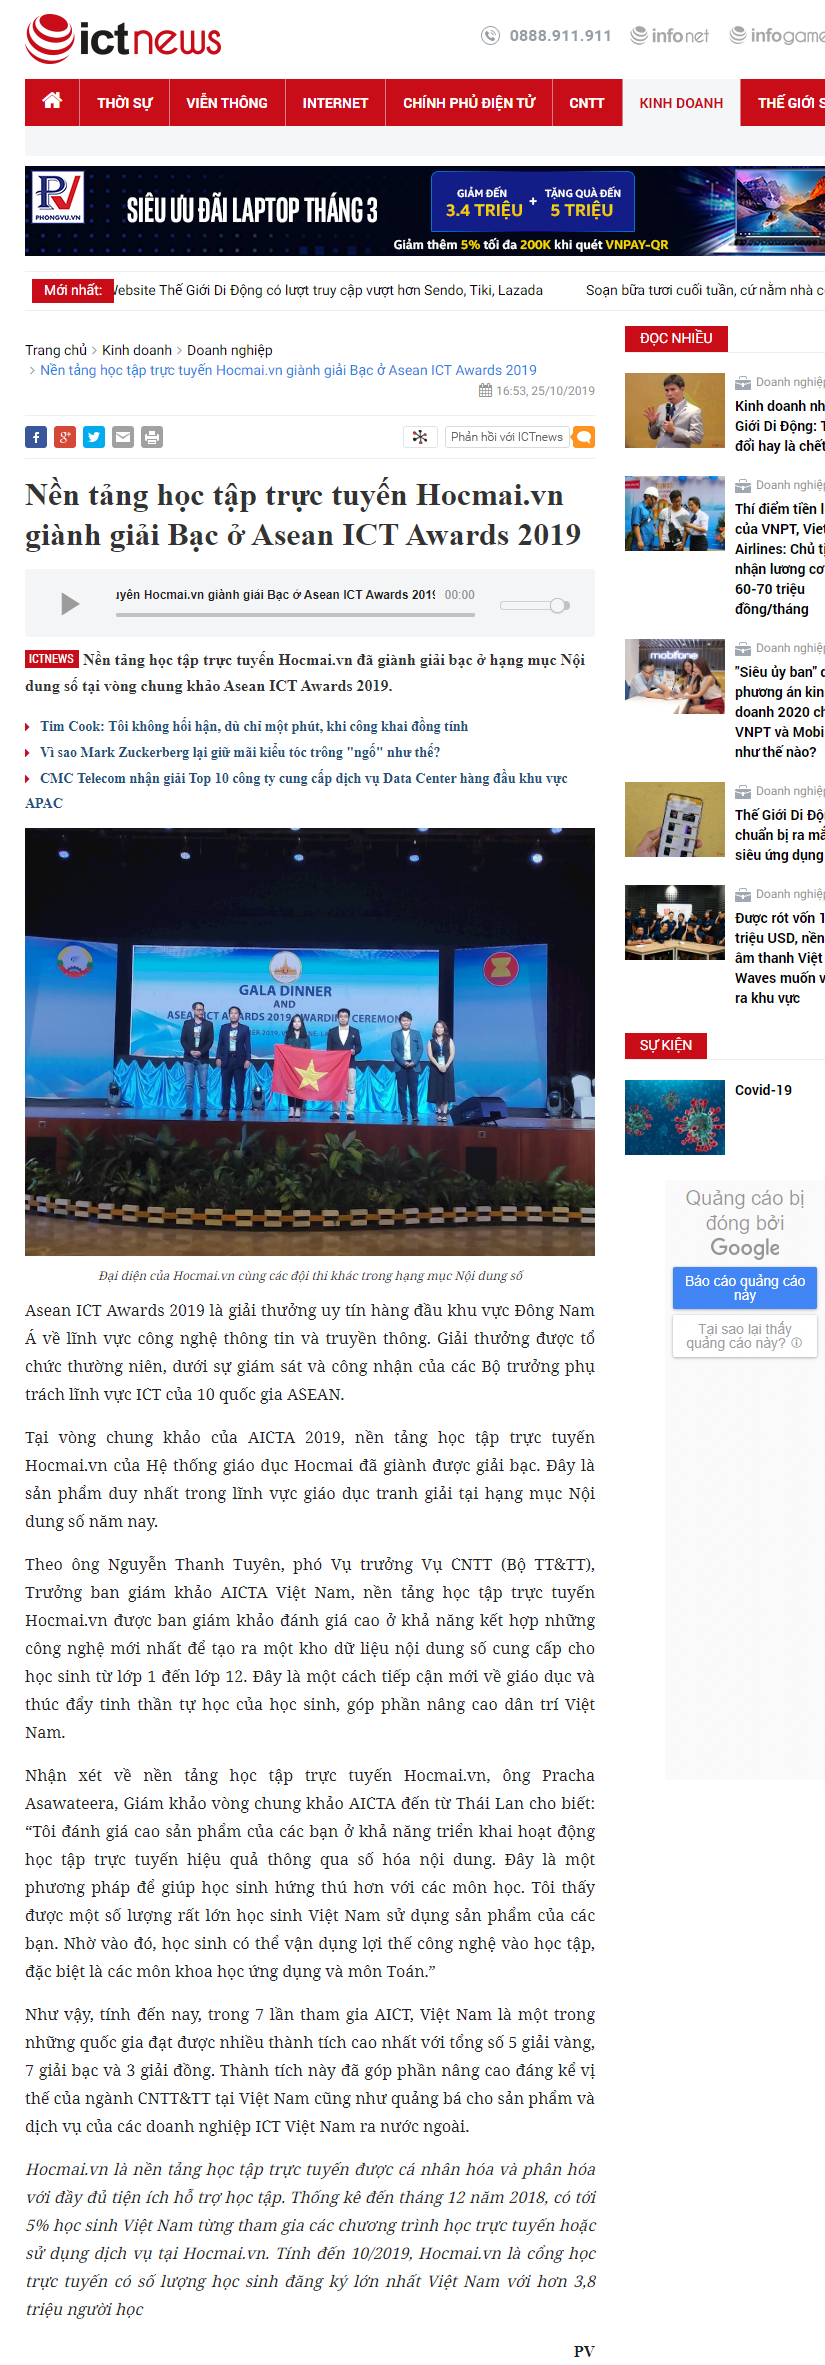 ictnews
0888.911.911
infonet
infogame
THỜI SỰ
VIỄN THÔNG
INTERNET
CHÍNH PHỦ ĐIỆN TỬ
CNTT
KINH DOANH
THẾ GIỚI S
PV
PHONGVU.VN
SIÊU ƯU ĐÃI LAPTOP THÁNG 3
GIẢM ĐẾN
3.4 TRIỆU
+
TẶNG QUÀ ĐẾN
5 TRIỆU
Giảm thêm 5% tối đa 200K khi quét VNPAY-QR
Mới nhất:
Website Thế Giới Di Động có lượt truy cập vượt hơn Sendo, Tiki, Lazada
Soạn bữa tươi cuối tuần, cứ nằm nhà c
Trang chủ > Kinh doanh > Doanh nghiệp
> Nền tảng học tập trực tuyến Hocmai.vn giành giải Bạc ở Asean ICT Awards 2019
16:53, 25/10/2019
Phản hồi với ICTnews
Nền tảng học tập trực tuyến Hocmai.vn
giành giải Bạc ở Asean ICT Awards 2019
uyến Hocmai.vn giành giải Bạc ở Asean ICT Awards 2019
00:00
ICTNEWS Nền tảng học tập trực tuyến Hocmai.vn đã giành giải bạc ở hạng mục Nội
dung số tại vòng chung khảo Asean ICT Awards 2019.
Tim Cook: Tôi không hối hận, dù chỉ một phút, khi công khai đồng tính
Vì sao Mark Zuckerberg lại giữ mãi kiểu tóc trông "ngố" như thế?
CMC Telecom nhận giải Top 10 công ty cung cấp dịch vụ Data Center hàng đầu khu vực
APAC
GALA DINNER
AND
ASEAN ICT AWARDS 2019 AWARDING CEREMONY
Đại diện của Hocmai.vn cùng các đội thi khác trong hạng mục Nội dung số
Asean ICT Awards 2019 là giải thưởng uy tín hàng đầu khu vực Đông Nam
Á về lĩnh vực công nghệ thông tin và truyền thông. Giải thưởng được tổ
chức thường niên, dưới sự giám sát và công nhận của các Bộ trưởng phụ
trách lĩnh vực ICT của 10 quốc gia ASEAN.
Tại vòng chung khảo của AICTA 2019, nền tảng học tập trực tuyến
Hocmai.vn của Hệ thống giáo dục Hocmai đã giành được giải bạc. Đây là
sản phẩm duy nhất trong lĩnh vực giáo dục tranh giải tại hạng mục Nội
dung số năm nay.
Theo ông Nguyễn Thanh Tuyên, phó Vụ trưởng Vụ CNTT (Bộ TT&TT),
Trưởng ban giám khảo AICTA Việt Nam, nền tảng học tập trực tuyến
Hocmai.vn được ban giám khảo đánh giá cao ở khả năng kết hợp những
công nghệ mới nhất để tạo ra một kho dữ liệu nội dung số cung cấp cho
học sinh từ lớp 1 đến lớp 12. Đây là một cách tiếp cận mới về giáo dục và
thúc đẩy tinh thần tự học của học sinh, góp phần nâng cao dân trí Việt
Nam.
Nhận xét về nền tảng học tập trực tuyến Hocmai.vn, ông Pracha
Asawateera, Giám khảo vòng chung khảo AICTA đến từ Thái Lan cho biết:
“Tôi đánh giá cao sản phẩm của các bạn ở khả năng triển khai hoạt động
học tập trực tuyến hiệu quả thông qua số hóa nội dung. Đây là một
phương pháp để giúp học sinh hứng thú hơn với các môn học. Tôi thấy
được một số lượng rất lớn học sinh Việt Nam sử dụng sản phẩm của các
bạn. Nhờ vào đó, học sinh có thể vận dụng lợi thế công nghệ vào học tập,
đặc biệt là các môn khoa học ứng dụng và môn Toán.”
Như vậy, tính đến nay, trong 7 lần tham gia AICT, Việt Nam là một trong
những quốc gia đạt được nhiều thành tích cao nhất với tổng số 5 giải vàng,
7 giải bạc và 3 giải đồng. Thành tích này đã góp phần nâng cao đáng kể vị
thế của ngành CNTT&TT tại Việt Nam cũng như quảng bá cho sản phẩm và
dịch vụ của các doanh nghiệp ICT Việt Nam ra nước ngoài.
Hocmai.vn là nền tảng học tập trực tuyến được cá nhân hóa và phân hóa
với đầy đủ tiện ích hỗ trợ học tập. Thống kê đến tháng 12 năm 2018, có tới
5% học sinh Việt Nam từng tham gia các chương trình học trực tuyến hoặc
sử dụng dịch vụ tại Hocmai.vn. Tính đến 10/2019, Hocmai.vn là cổng học
trực tuyến có số lượng học sinh đăng ký lớn nhất Việt Nam với hơn 3,8
triệu người học
PV
ĐỌC NHIỀU
Doanh nghiệp
Kinh doanh nh
Giới Di Động: T
đổi hay là chết
Doanh nghiệp
Thí điểm tiền l
của VNPT, Viet
Airlines: Chủ tị
nhận lương cơ
60-70 triệu
đồng/tháng
mobifone
Doanh nghiệp
"Siêu ủy ban" d
phương án kin
doanh 2020 ch
VNPT và Mobi
như thế nào?
Doanh nghiệp
Thế Giới Di Độ
chuẩn bị ra mắ
siêu ứng dụng
Doanh nghiệp
Được rót vốn 1
triệu USD, nền
âm thanh Việt
Waves muốn v
ra khu vực
SỰ KIỆN
Covid-19
Quảng cáo bị
đóng bởi
Google
Báo cáo quảng cáo
này
Tại sao lại thấy
quảng cáo này?